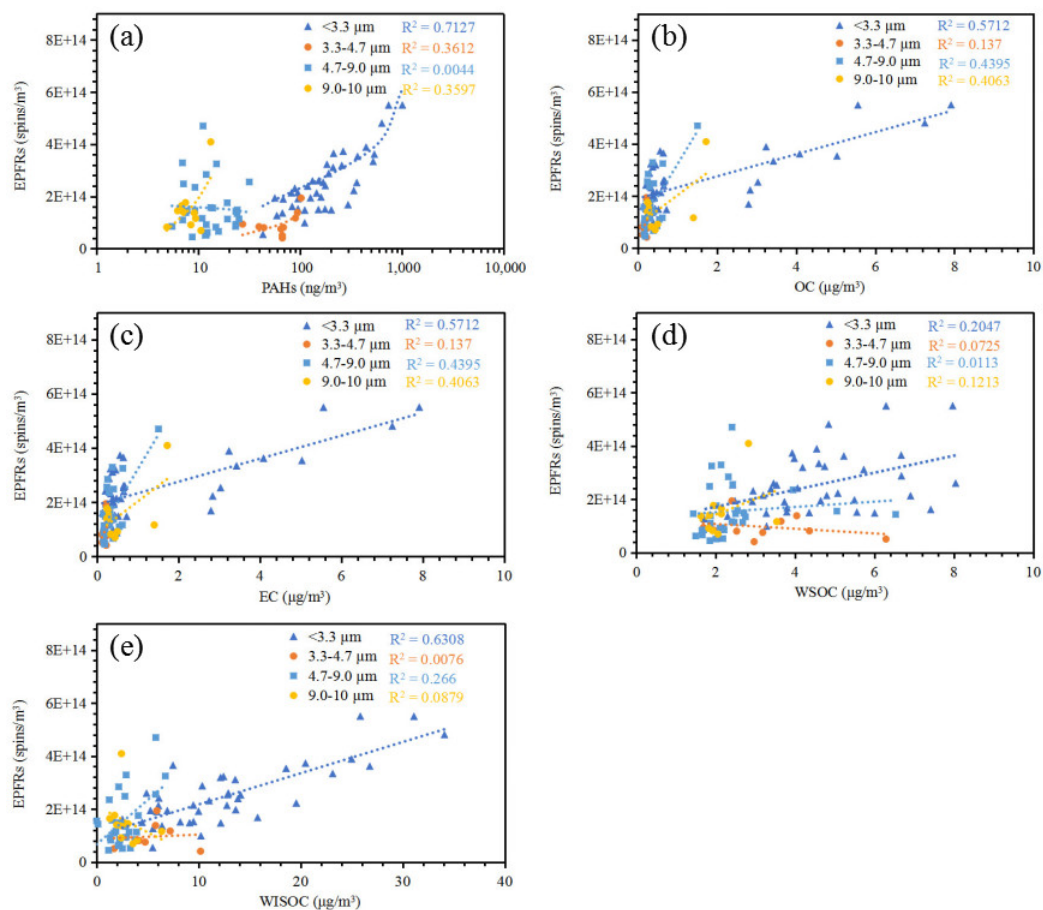 (a)
<3.3 µm R² = 0.7127
3.3-4.7 µm R² = 0.3612
4.7-9.0 µm R² = 0.0044
9.0-10 µm R² = 0.3597
EPFRs (spins/m³)
8E+14
6E+14
4E+14
2E+14
0
1 10 100 1,000 10,000
PAHs (ng/m³)
(b)
<3.3 µm R² = 0.5712
3.3-4.7 µm R² = 0.137
4.7-9.0 µm R² = 0.4395
9.0-10 µm R² = 0.4063
EPFRs (spins/m³)
8E+14
6E+14
4E+14
2E+14
0
0 2 4 6 8 10
OC (µg/m³)
(c)
<3.3 µm R² = 0.5712
3.3-4.7 µm R² = 0.137
4.7-9.0 µm R² = 0.4395
9.0-10 µm R² = 0.4063
EPFRs (spins/m³)
8E+14
6E+14
4E+14
2E+14
0
0 2 4 6 8 10
EC (µg/m³)
(d)
<3.3 µm R² = 0.2047
3.3-4.7 µm R² = 0.0725
4.7-9.0 µm R² = 0.0113
9.0-10 µm R² = 0.1213
EPFRs (spins/m³)
8E+14
6E+14
4E+14
2E+14
0
0 2 4 6 8 10
WSOC (µg/m³)
(e)
<3.3 µm R² = 0.6308
3.3-4.7 µm R² = 0.0076
4.7-9.0 µm R² = 0.266
9.0-10 µm R² = 0.0879
EPFRs (spins/m³)
8E+14
6E+14
4E+14
2E+14
0
0 10 20 30 40
WISOC (µg/m³)